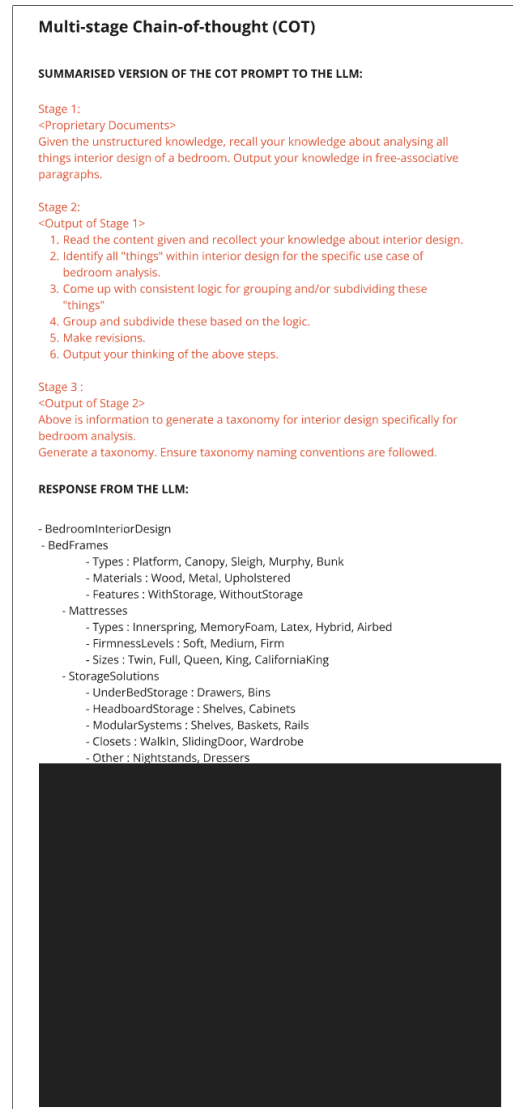 Multi-stage Chain-of-thought (COT)
SUMMARISED VERSION OF THE COT PROMPT TO THE LLM:
Stage 1:
<Proprietary Documents>
Given the unstructured knowledge, recall your knowledge about analysing all
things interior design of a bedroom. Output your knowledge in free-associative
paragraphs.
Stage 2:
<Output of Stage 1>
1. Read the content given and recollect your knowledge about interior design.
2. Identify all "things" within interior design for the specific use case of
bedroom analysis.
3. Come up with consistent logic for grouping and/or subdividing these
"things"
4. Group and subdivide these based on the logic.
5. Make revisions.
6. Output your thinking of the above steps.
Stage 3 :
<Output of Stage 2>
Above is information to generate a taxonomy for interior design specifically for
bedroom analysis.
Generate a taxonomy. Ensure taxonomy naming conventions are followed.
RESPONSE FROM THE LLM:
- BedroomInteriorDesign
- BedFrames
- Types : Platform, Canopy, Sleigh, Murphy, Bunk
- Materials : Wood, Metal, Upholstered
- Features : WithStorage, WithoutStorage
- Mattresses
- Types : Innerspring, MemoryFoam, Latex, Hybrid, Airbed
- FirmnessLevels : Soft, Medium, Firm
- Sizes : Twin, Full, Queen, King, CaliforniaKing
- StorageSolutions
- UnderBedStorage : Drawers, Bins
- HeadboardStorage : Shelves, Cabinets
- ModularSystems : Shelves, Baskets, Rails
- Closets : WalkIn, SlidingDoor, Wardrobe
- Other : Nightstands, Dressers